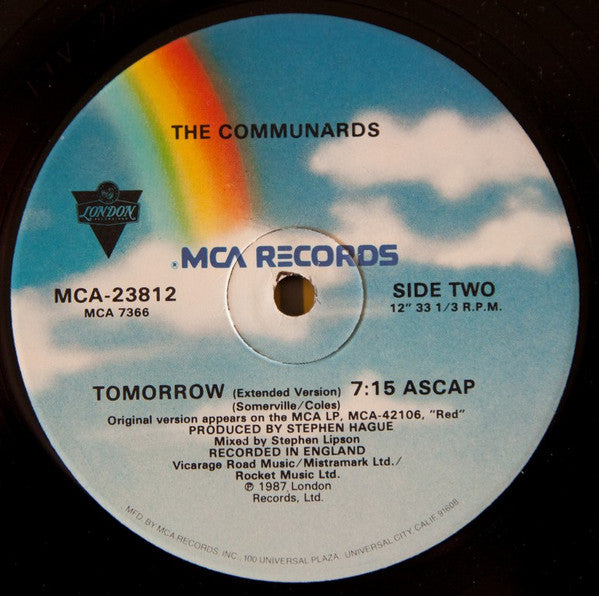 THE COMMUNARDS
LONDON
RECORDINGS
®MCA RECORDS
MCA-23812
MCA 7366
SIDE TWO
12" 33 1/3 R.P.M.
TOMORROW (Extended Version) 7:15 ASCAP
(Somerville/Coles)
Original version appears on the MCA LP, MCA-42106, "Red"
PRODUCED BY STEPHEN HAGUE
Mixed by Stephen Lipson
RECORDED IN ENGLAND
Vicarage Road Music/Mistramark Ltd./
Rocket Music Ltd.
℗ 1987 London
Records, Ltd.
MFD. BY MCA RECORDS, INC., 100 UNIVERSAL PLAZA, UNIVERSAL CITY, CALIF. 91608